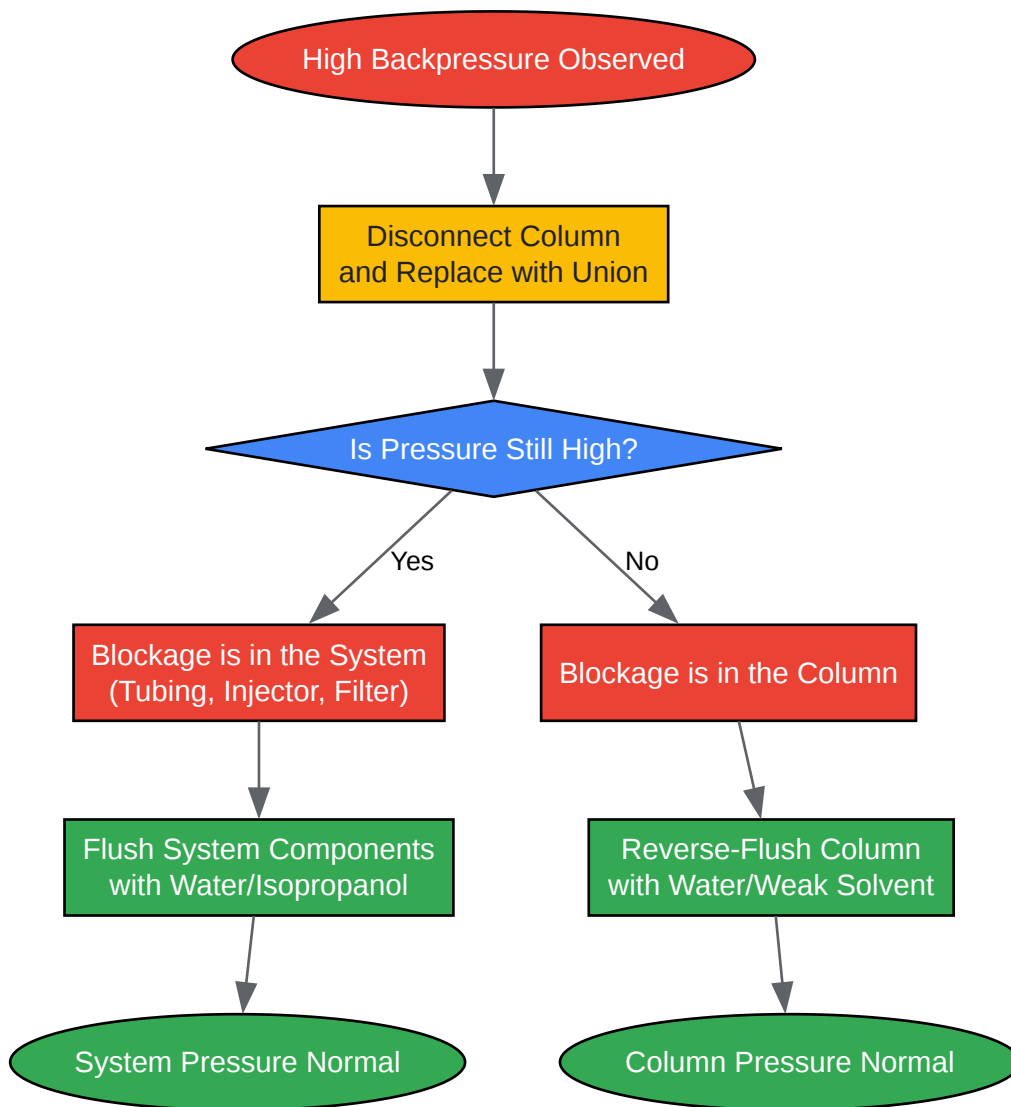 High Backpressure Observed
Disconnect Column
and Replace with Union
Is Pressure Still High?
Yes
No
Blockage is in the System
(Tubing, Injector, Filter)
Blockage is in the Column
Flush System Components
with Water/Isopropanol
Reverse-Flush Column
with Water/Weak Solvent
System Pressure Normal
Column Pressure Normal